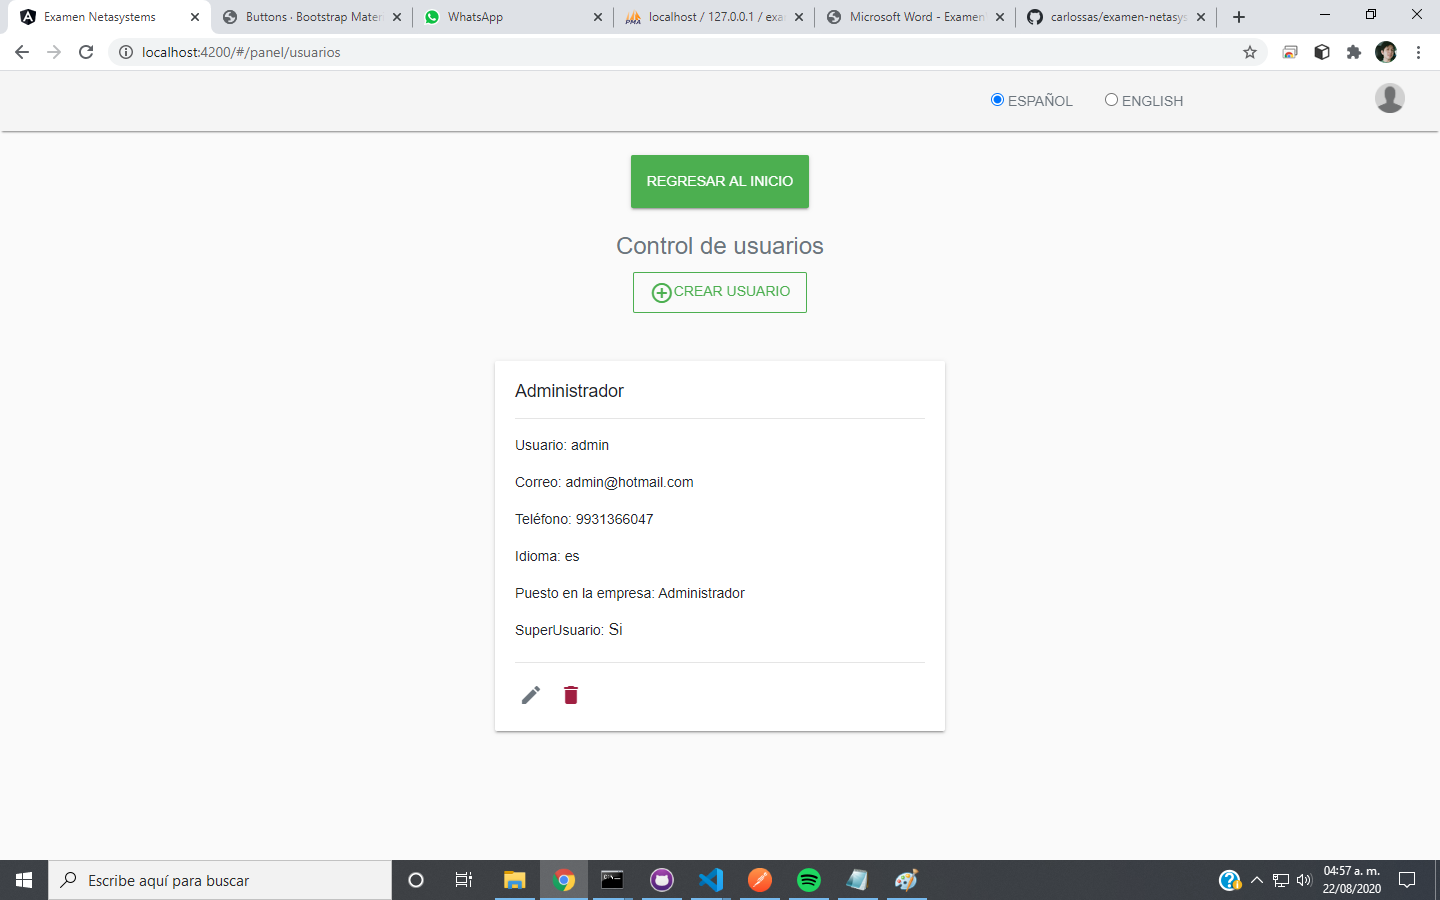 Examen Netasystems
Buttons · Bootstrap Mater
WhatsApp
localhost / 127.0.0.1 / exa
Microsoft Word - Examen
carlossas/examen-netasys
localhost:4200/#/panel/usuarios
ESPAÑOL
ENGLISH
REGRESAR AL INICIO
Control de usuarios
CREAR USUARIO
Administrador
Usuario: admin
Correo: admin@hotmail.com
Teléfono: 9931366047
Idioma: es
Puesto en la empresa: Administrador
SuperUsuario: Si
Escribe aquí para buscar
04:57 a. m.
22/08/2020